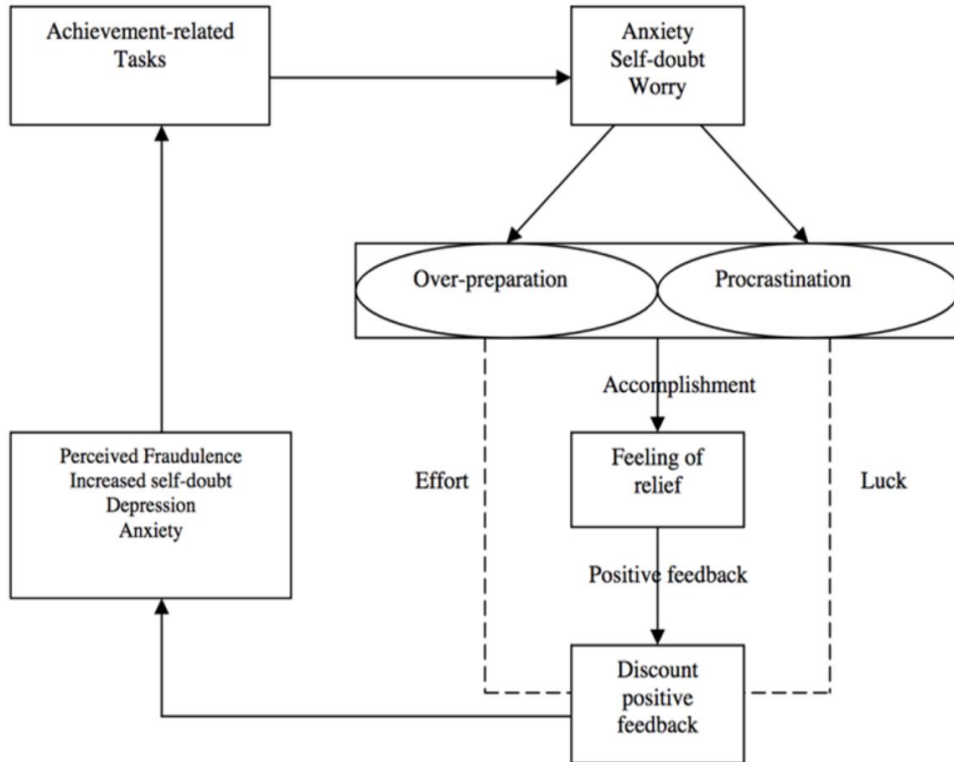 Achievement-related
Tasks
Anxiety
Self-doubt
Worry
Over-preparation
Procrastination
Accomplishment
Perceived Fraudulence
Increased self-doubt
Depression
Anxiety
Effort
Feeling of
relief
Luck
Positive feedback
Discount
positive
feedback